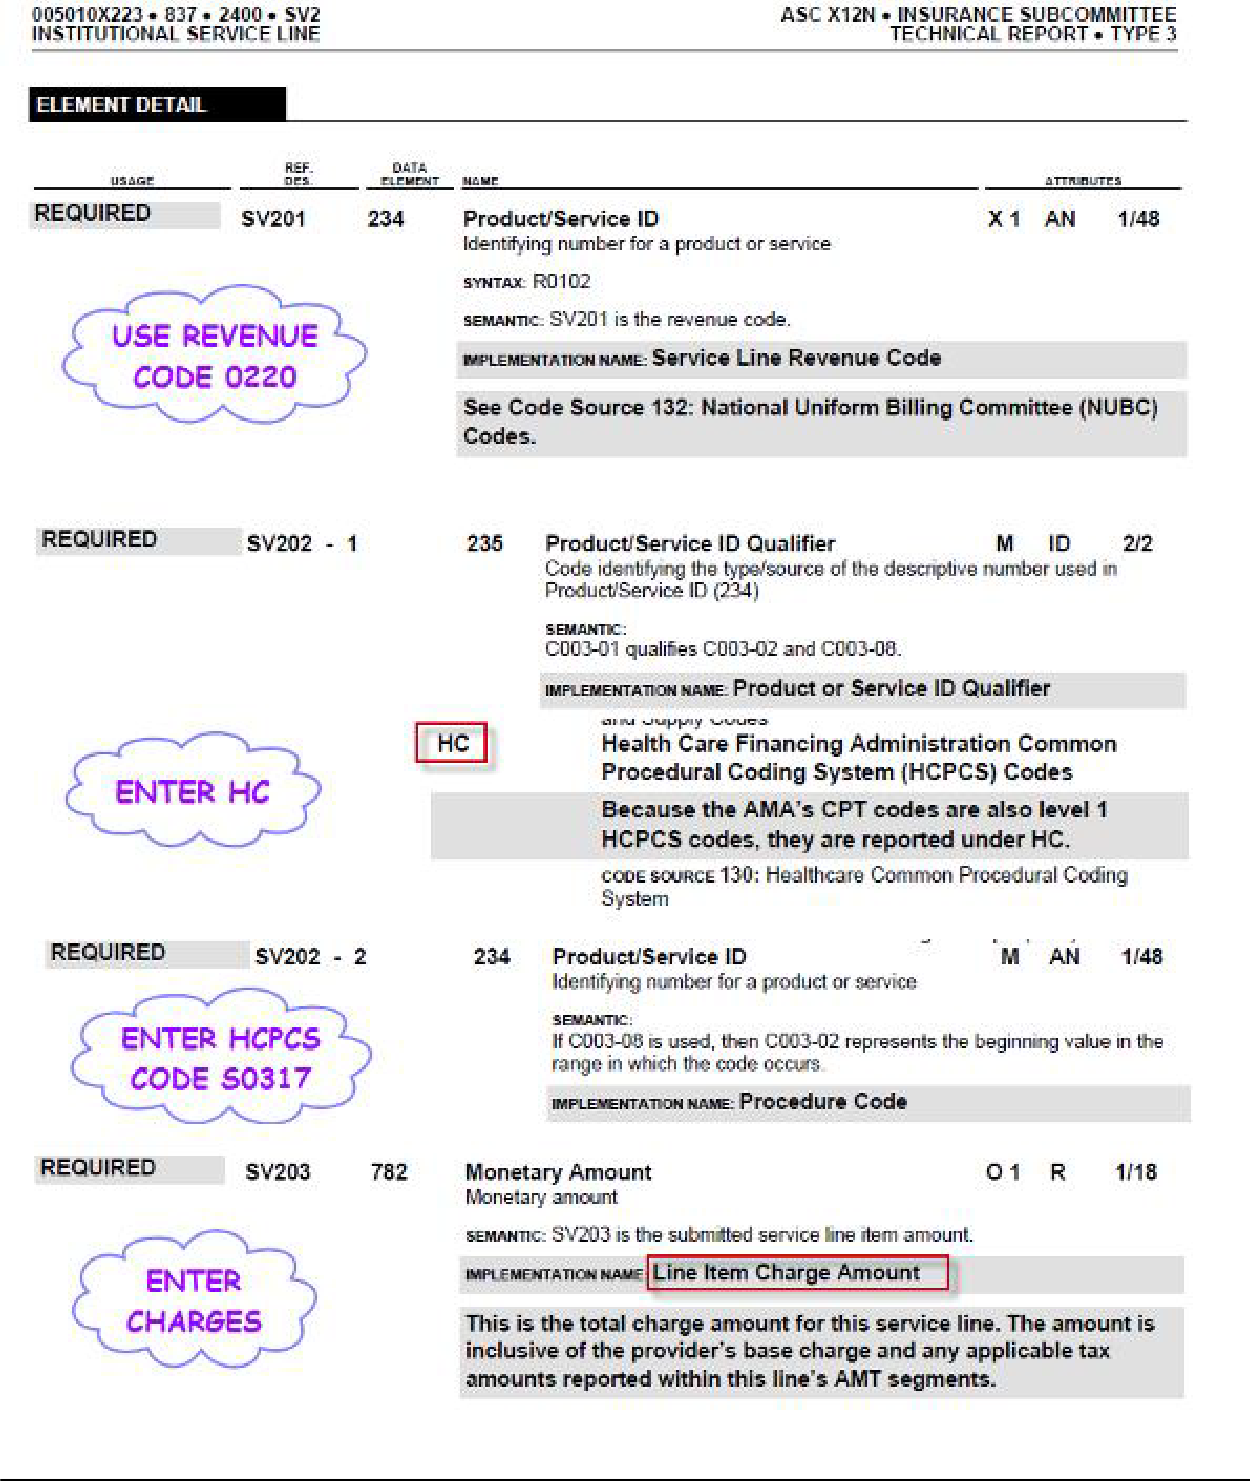 005010X223 • 837 • 2400 • SV2
INSTITUTIONAL SERVICE LINE
ASC X12N • INSURANCE SUBCOMMITTEE
TECHNICAL REPORT • TYPE 3
ELEMENT DETAIL
USAGE REF. DES. DATA ELEMENT NAME ATTRIBUTES
REQUIRED SV201 234 Product/Service ID X 1 AN 1/48
Identifying number for a product or service
SYNTAX: R0102
SEMANTIC: SV201 is the revenue code.
USE REVENUE
CODE 0220
IMPLEMENTATION NAME: Service Line Revenue Code
See Code Source 132: National Uniform Billing Committee (NUBC)
Codes.
REQUIRED SV202 - 1 235 Product/Service ID Qualifier M ID 2/2
Code identifying the type/source of the descriptive number used in
Product/Service ID (234)
SEMANTIC:
C003-01 qualifies C003-02 and C003-08.
IMPLEMENTATION NAME: Product or Service ID Qualifier
and Supply Codes
HC Health Care Financing Administration Common
Procedural Coding System (HCPCS) Codes
ENTER HC
Because the AMA's CPT codes are also level 1
HCPCS codes, they are reported under HC.
CODE SOURCE 130: Healthcare Common Procedural Coding
System
REQUIRED SV202 - 2 234 Product/Service ID M AN 1/48
Identifying number for a product or service
SEMANTIC:
If C003-08 is used, then C003-02 represents the beginning value in the
range in which the code occurs.
ENTER HCPCS
CODE S0317
IMPLEMENTATION NAME: Procedure Code
REQUIRED SV203 782 Monetary Amount O 1 R 1/18
Monetary amount
SEMANTIC: SV203 is the submitted service line item amount.
IMPLEMENTATION NAME: Line Item Charge Amount
ENTER
CHARGES
This is the total charge amount for this service line. The amount is
inclusive of the provider's base charge and any applicable tax
amounts reported within this line's AMT segments.